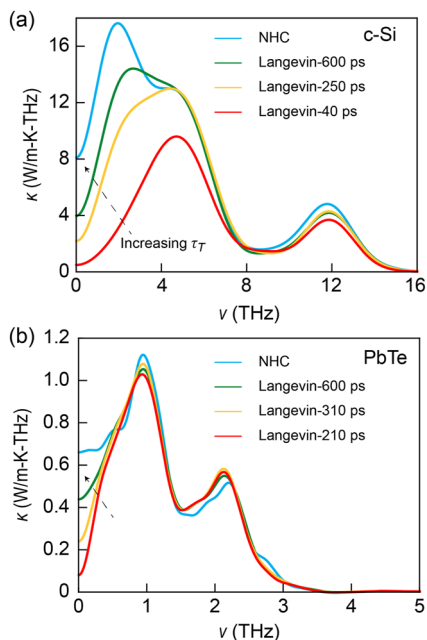 (a)
c-Si
NHC
Langevin-600 ps
Langevin-250 ps
Langevin-40 ps
Increasing τT
κ (W/m-K-THz)
16
12
8
4
0
0 4 8 12 16
ν (THz)
(b)
PbTe
NHC
Langevin-600 ps
Langevin-310 ps
Langevin-210 ps
κ (W/m-K-THz)
1.2
1.0
0.8
0.6
0.4
0.2
0
0 1 2 3 4 5
ν (THz)